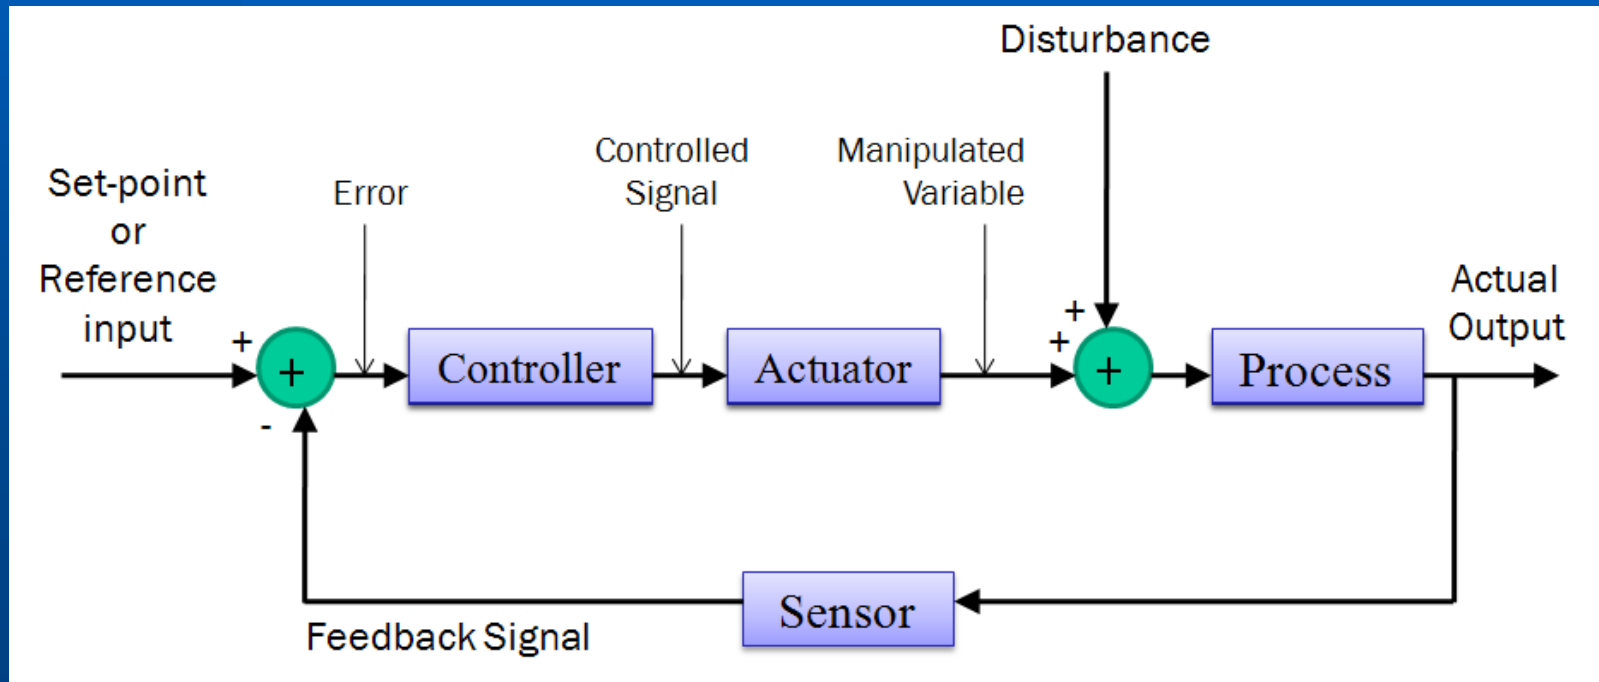 Disturbance
Controlled
Signal
Manipulated
Variable
Set-point
or
Reference
input
Error
Actual
Output
+
+
+
+
+
Controller
Actuator
Process
-
Sensor
Feedback Signal